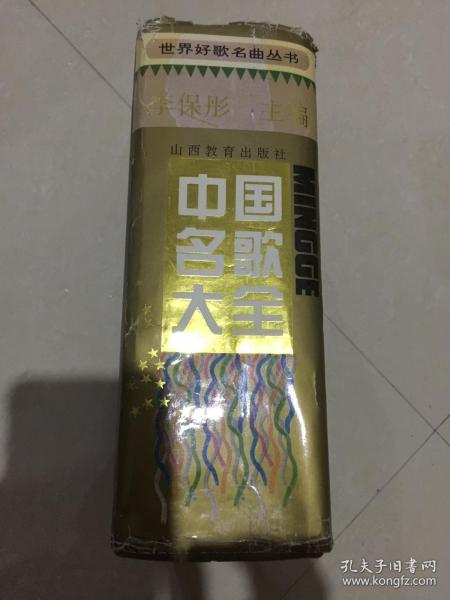 世界好歌名曲丛书
李保彤 主编
山西教育出版社
中国
名歌
大全
MINGGE
孔夫子旧书网
www.kongfz.com